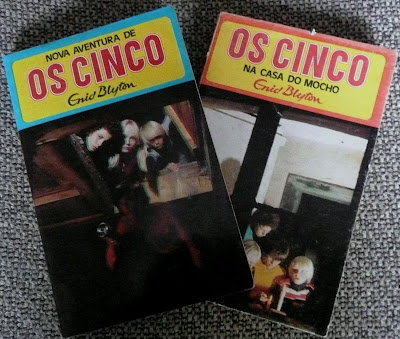 NOVA AVENTURA DE
OS CINCO
Enid Blyton
OS CINCO
NA CASA DO MOCHO
Enid Blyton